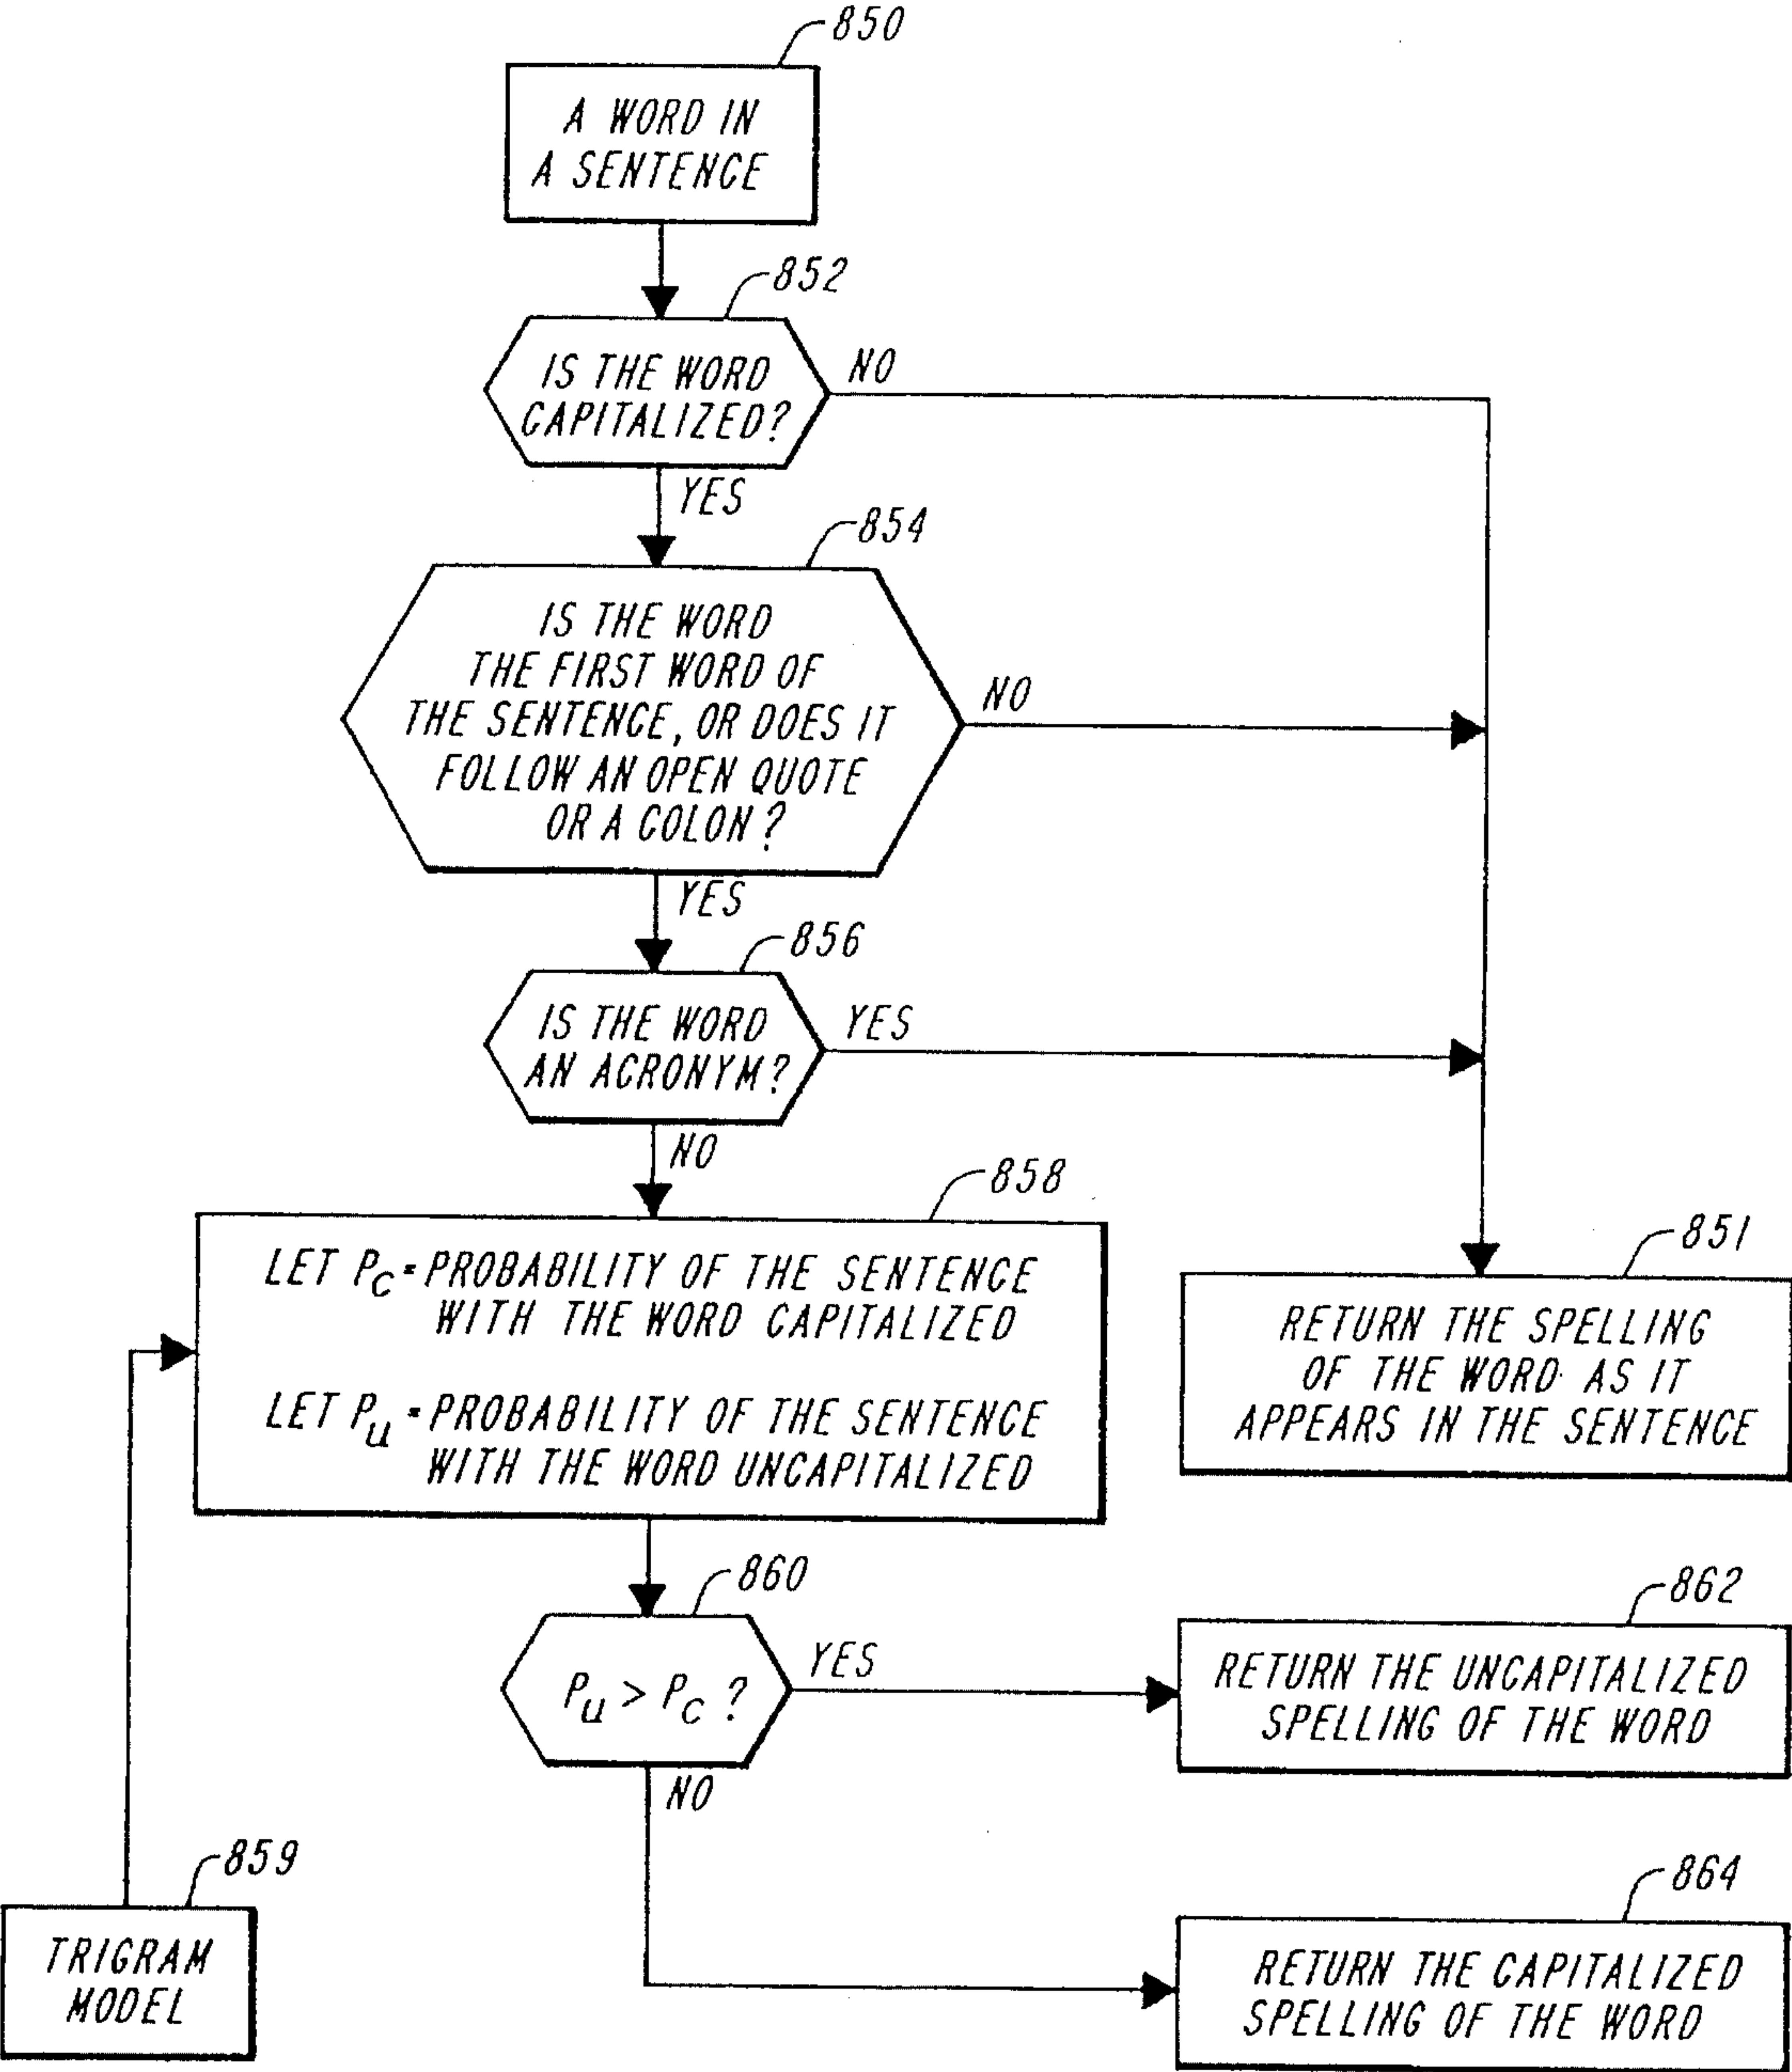 850
A WORD IN
A SENTENCE
852
IS THE WORD
CAPITALIZED?
NO
YES
854
IS THE WORD
THE FIRST WORD OF
THE SENTENCE, OR DOES IT
FOLLOW AN OPEN QUOTE
OR A COLON?
NO
YES
856
IS THE WORD
AN ACRONYM?
YES
NO
858
LET Pc = PROBABILITY OF THE SENTENCE
WITH THE WORD CAPITALIZED
LET Pu = PROBABILITY OF THE SENTENCE
WITH THE WORD UNCAPITALIZED
851
RETURN THE SPELLING
OF THE WORD AS IT
APPEARS IN THE SENTENCE
860
Pu > Pc ?
YES
NO
862
RETURN THE UNCAPITALIZED
SPELLING OF THE WORD
859
TRIGRAM
MODEL
864
RETURN THE CAPITALIZED
SPELLING OF THE WORD